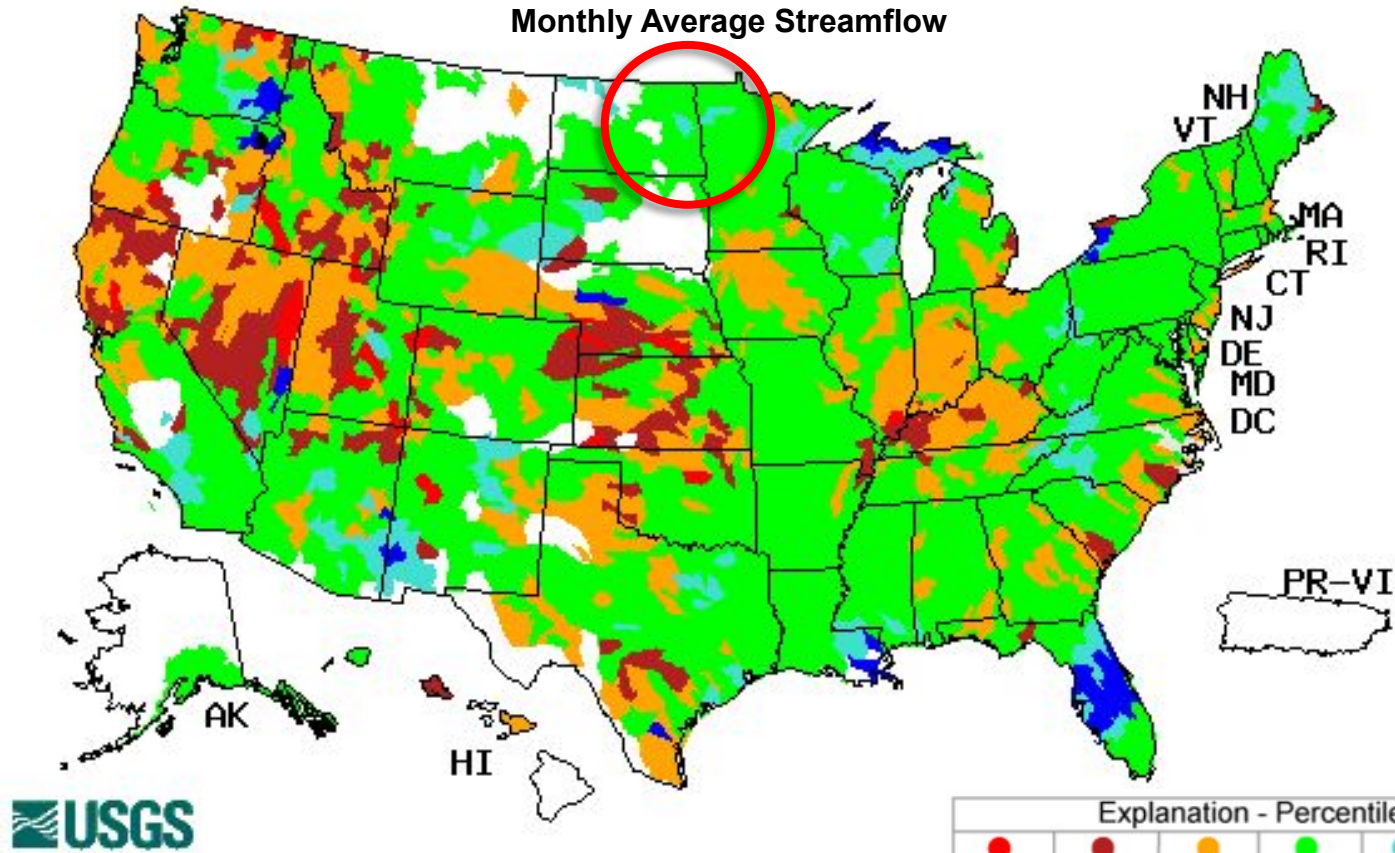 Monthly Average Streamflow
NH
VT
MA
RI
CT
NJ
DE
MD
DC
PR-VI
AK
HI
USGS
Explanation - Percentile